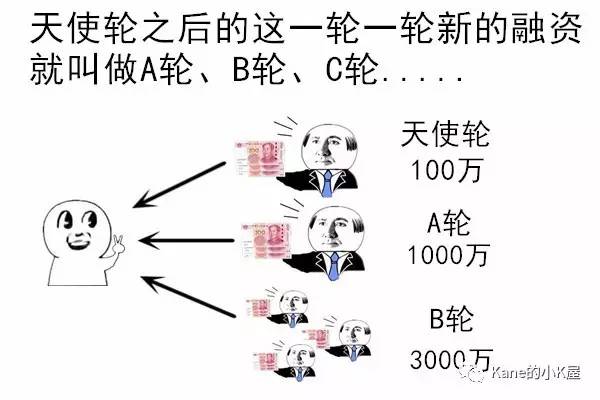 天使轮之后的这一轮一轮新的融资
就叫做A轮、B轮、C轮.....
天使轮
100万
A轮
1000万
B轮
3000万
Kane的小K屋